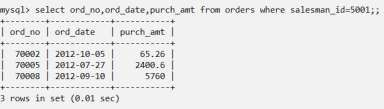 mysql> select ord_no,ord_date,purch_amt from orders where salesman_id=5001;;
+--------+------------+-----------+
| ord_no | ord_date   | purch_amt |
+--------+------------+-----------+
|  70002 | 2012-10-05 |     65.26 |
|  70005 | 2012-07-27 |    2400.6 |
|  70008 | 2012-09-10 |      5760 |
+--------+------------+-----------+
3 rows in set (0.01 sec)